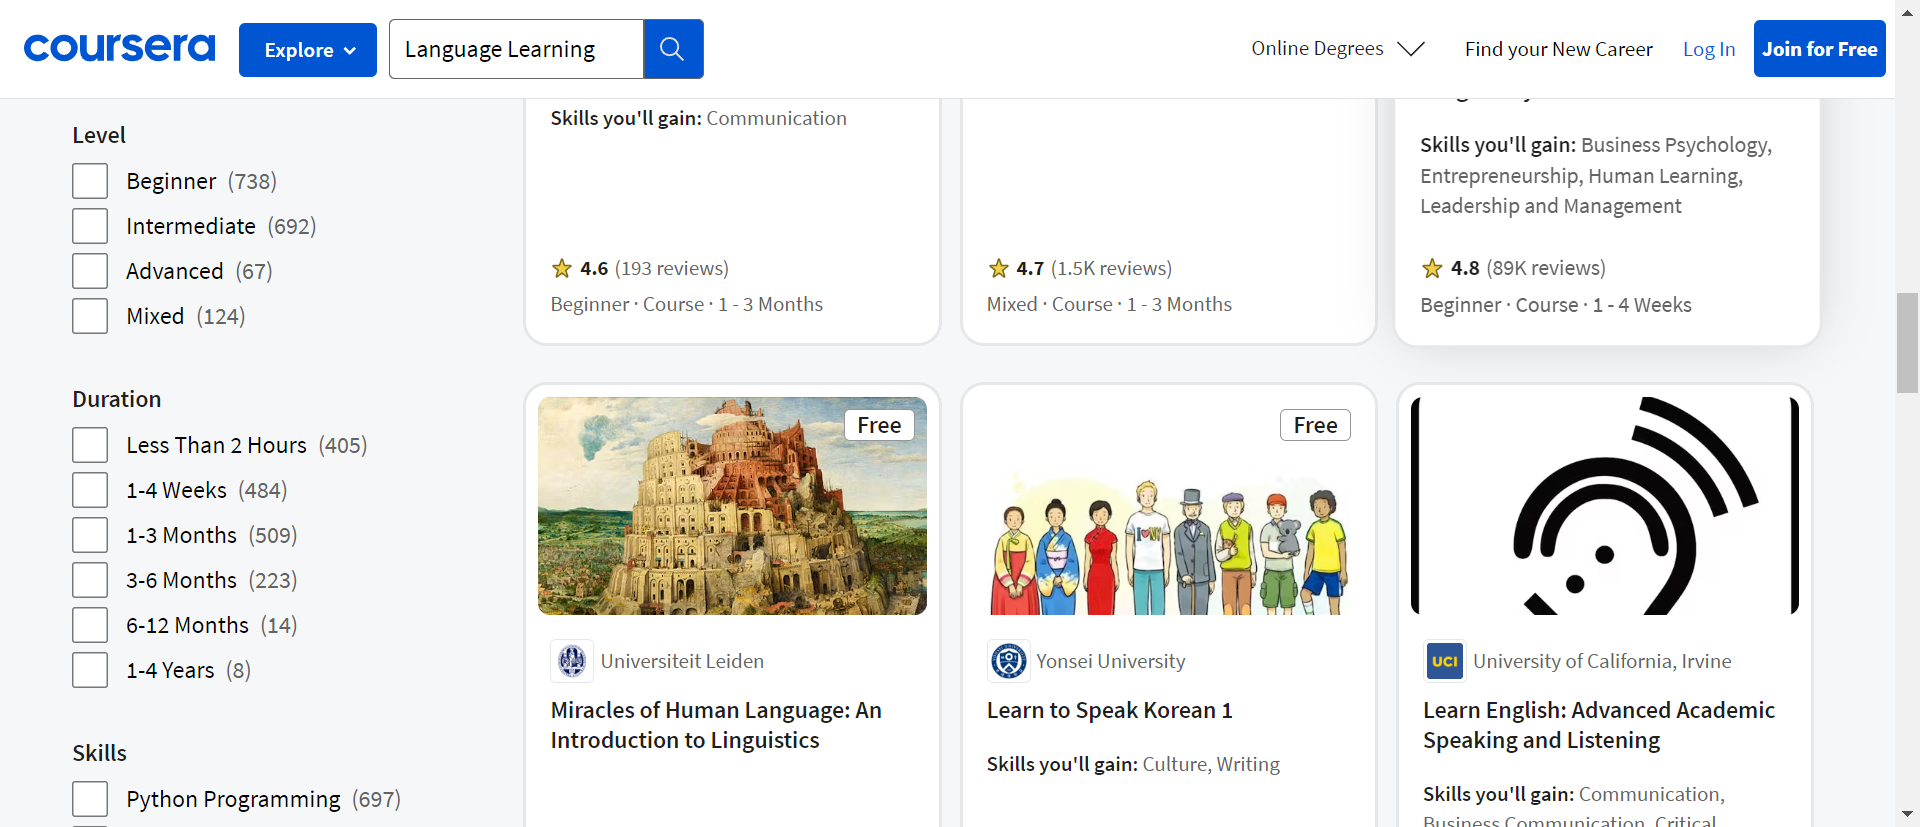 coursera
Explore
Language Learning
Online Degrees
Find your New Career
Log In
Join for Free
Level
Beginner (738)
Intermediate (692)
Advanced (67)
Mixed (124)
Duration
Less Than 2 Hours (405)
1-4 Weeks (484)
1-3 Months (509)
3-6 Months (223)
6-12 Months (14)
1-4 Years (8)
Skills
Python Programming (697)
Skills you'll gain: Communication
4.6 (193 reviews)
Beginner · Course · 1 - 3 Months
4.7 (1.5K reviews)
Mixed · Course · 1 - 3 Months
Skills you'll gain: Business Psychology,
Entrepreneurship, Human Learning,
Leadership and Management
4.8 (89K reviews)
Beginner · Course · 1 - 4 Weeks
Free
Universiteit Leiden
Miracles of Human Language: An
Introduction to Linguistics
Free
I NY
Yonsei University
Learn to Speak Korean 1
Skills you'll gain: Culture, Writing
UCI
University of California, Irvine
Learn English: Advanced Academic
Speaking and Listening
Skills you'll gain: Communication,
Business Communication, Critical